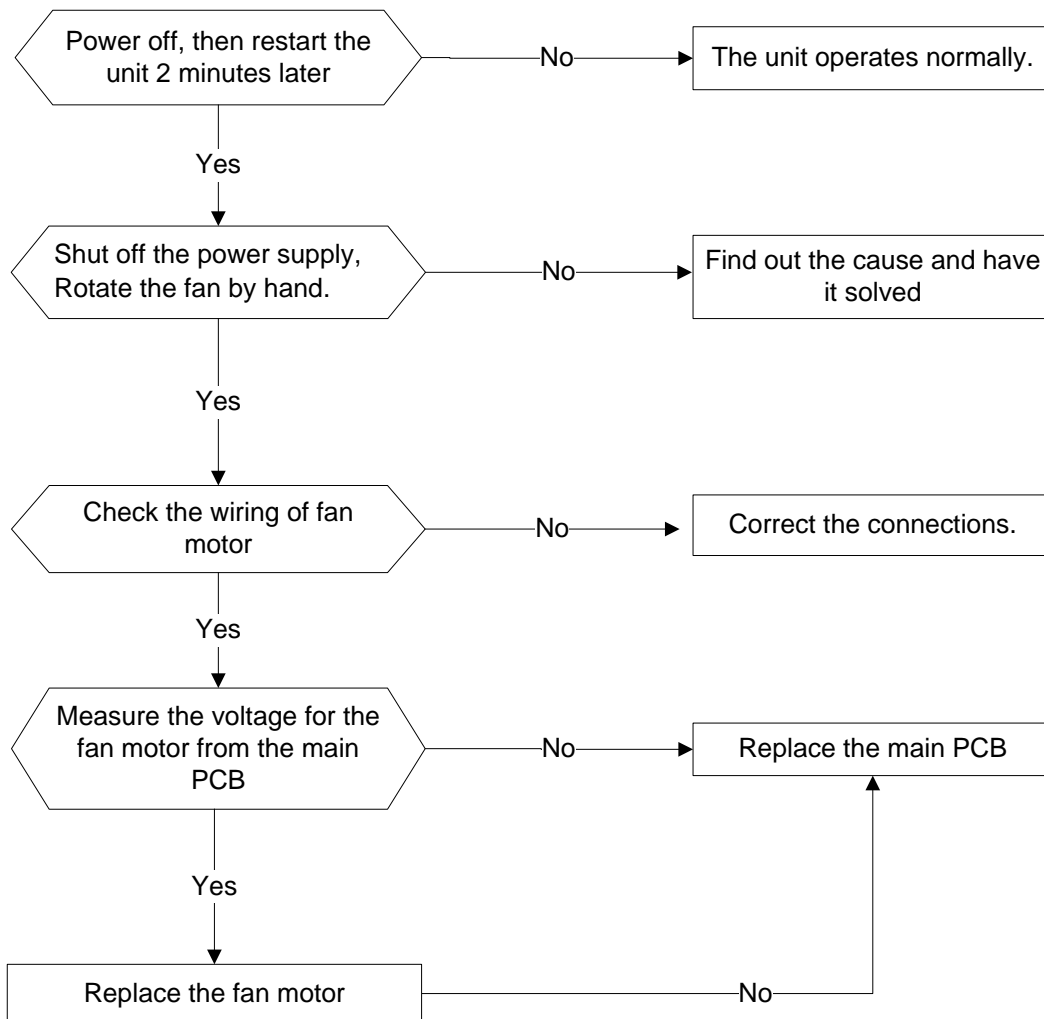 Power off, then restart the
unit 2 minutes later
No
The unit operates normally.
Yes
Shut off the power supply,
Rotate the fan by hand.
No
Find out the cause and have
it solved
Yes
Check the wiring of fan
motor
No
Correct the connections.
Yes
Measure the voltage for the
fan motor from the main
PCB
No
Replace the main PCB
Yes
Replace the fan motor
No